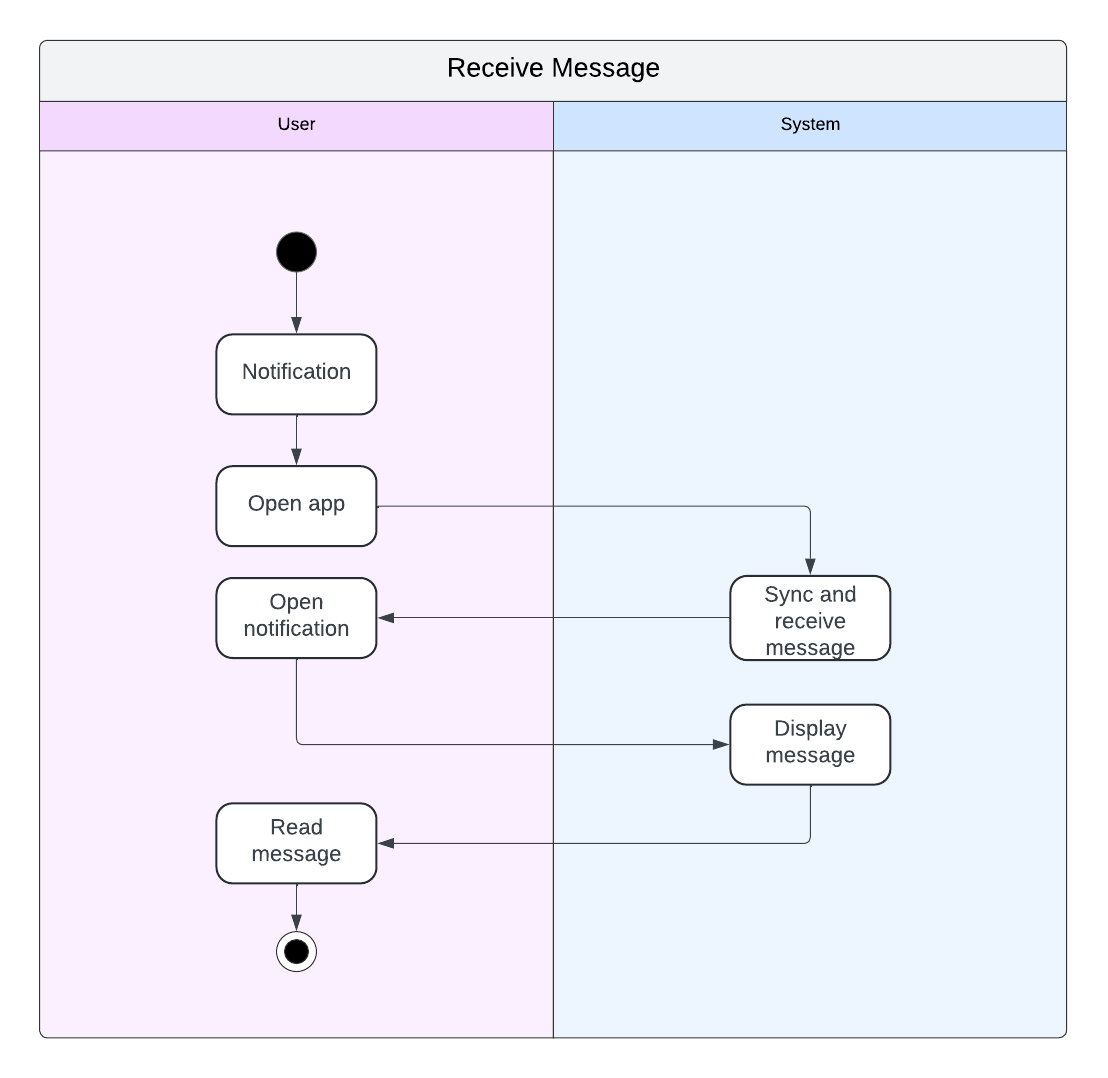 Receive Message
User
System
Notification
Open app
Open
notification
Sync and
receive
message
Display
message
Read
message